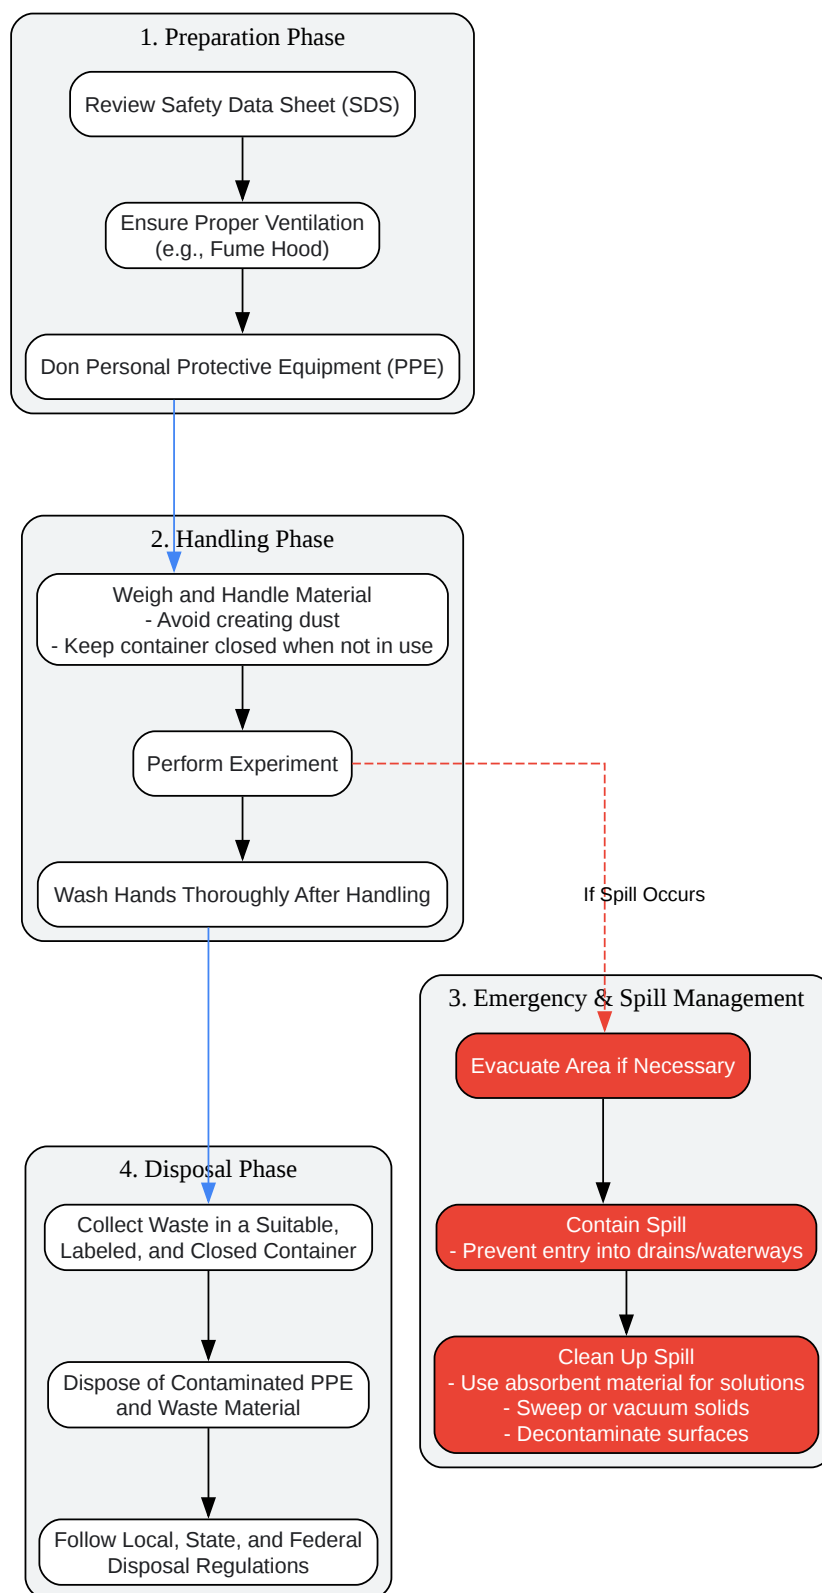 1. Preparation Phase
Review Safety Data Sheet (SDS)
Ensure Proper Ventilation
(e.g., Fume Hood)
Don Personal Protective Equipment (PPE)
2. Handling Phase
Weigh and Handle Material
- Avoid creating dust
- Keep container closed when not in use
Perform Experiment
Wash Hands Thoroughly After Handling
If Spill Occurs
3. Emergency & Spill Management
Evacuate Area if Necessary
Contain Spill
- Prevent entry into drains/waterways
Clean Up Spill
- Use absorbent material for solutions
- Sweep or vacuum solids
- Decontaminate surfaces
4. Disposal Phase
Collect Waste in a Suitable,
Labeled, and Closed Container
Dispose of Contaminated PPE
and Waste Material
Follow Local, State, and Federal
Disposal Regulations